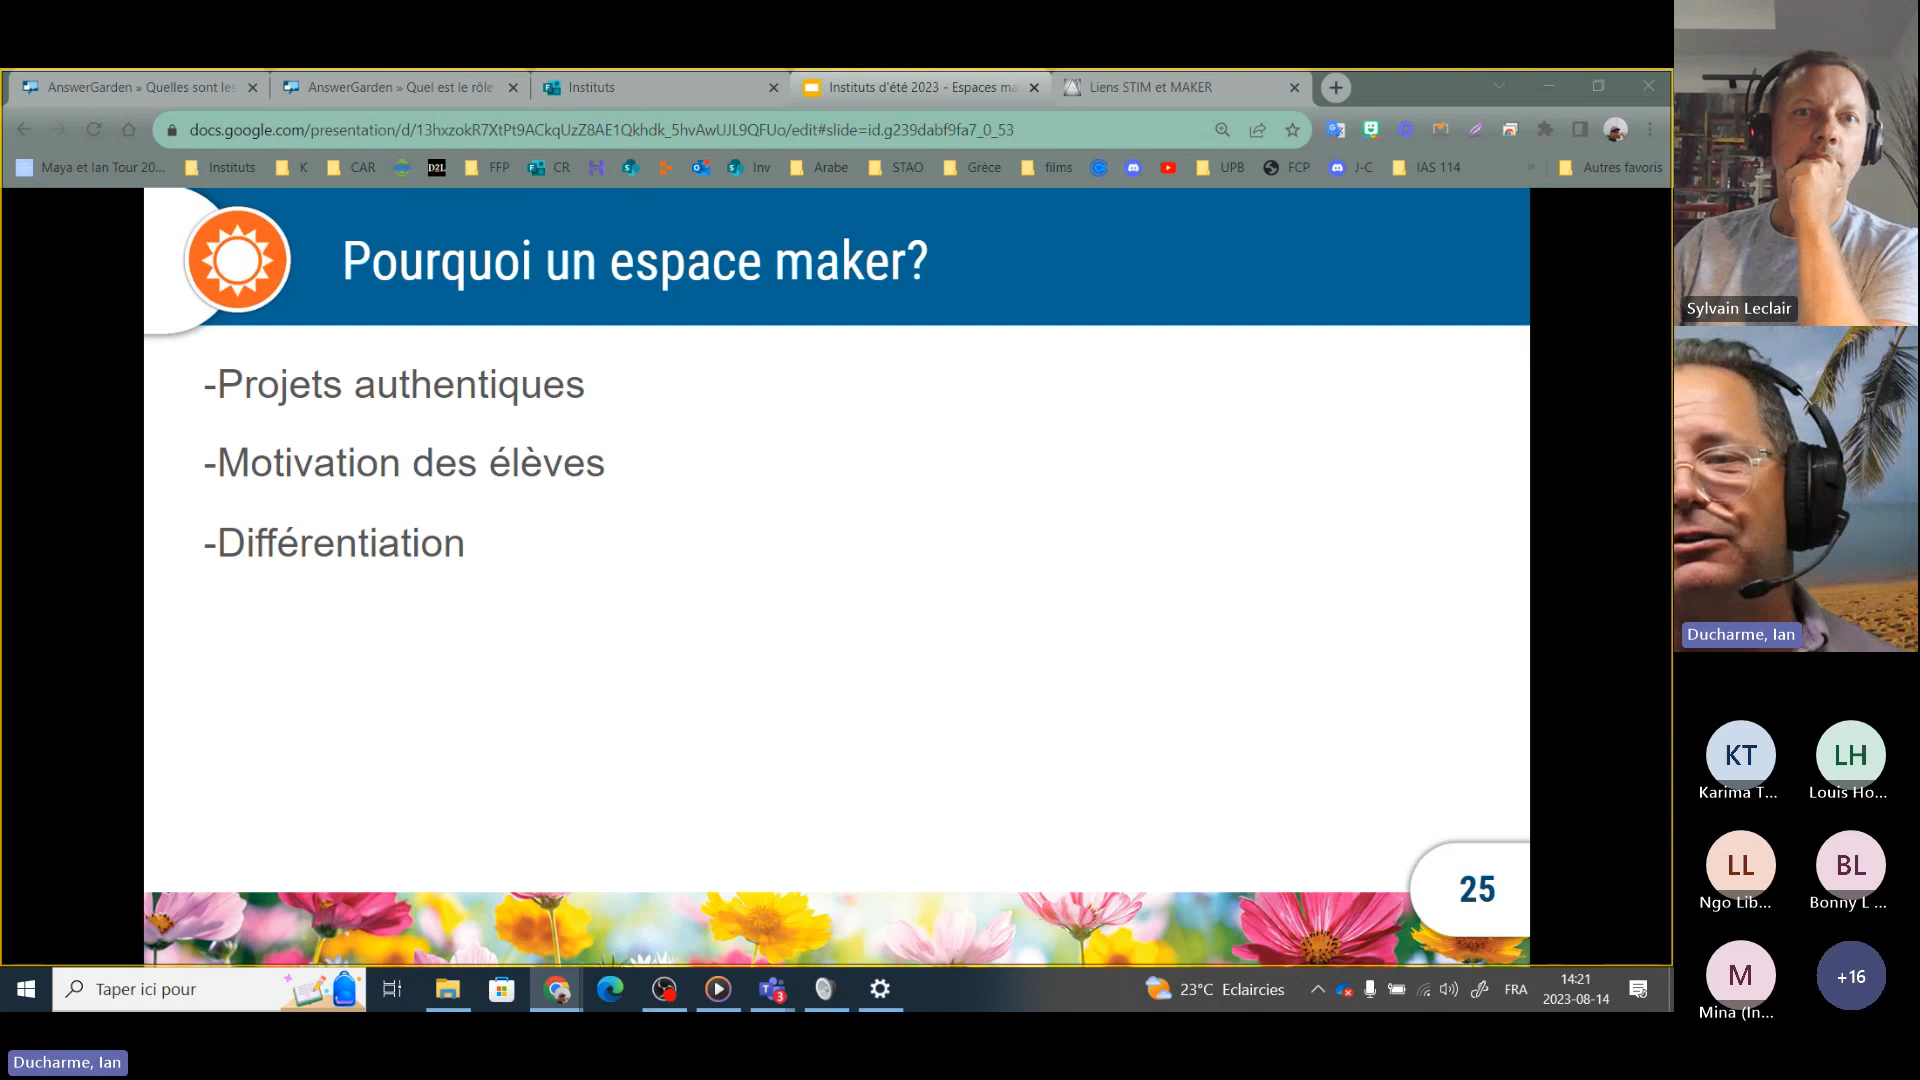 AnswerGarden » Quelles sont les
AnswerGarden » Quel est le rôle
Instituts
Instituts d'été 2023 - Espaces ma
Liens STIM et MAKER
docs.google.com/presentation/d/13hxzokR7XtPt9ACkqUzZ8AE1Qkhdk_5hvAwUJL9QFUo/edit#slide=id.g239dabf9fa7_0_53
Maya et Ian Tour 20...
Instituts
K
CAR
D2L
FFP
CR
Inv
Arabe
STAO
Grèce
films
UPB
FCP
J-C
IAS 114
»
Autres favoris
Pourquoi un espace maker?
-Projets authentiques
-Motivation des élèves
-Différentiation
25
Sylvain Leclair
Ducharme, Ian
KT
Karima T...
LH
Louis Ho...
LL
Ngo Lib...
BL
Bonny L ...
M
Mina (In...
+16
Taper ici pour
3
23°C Eclaircies
FRA
14:21
2023-08-14
Ducharme, Ian